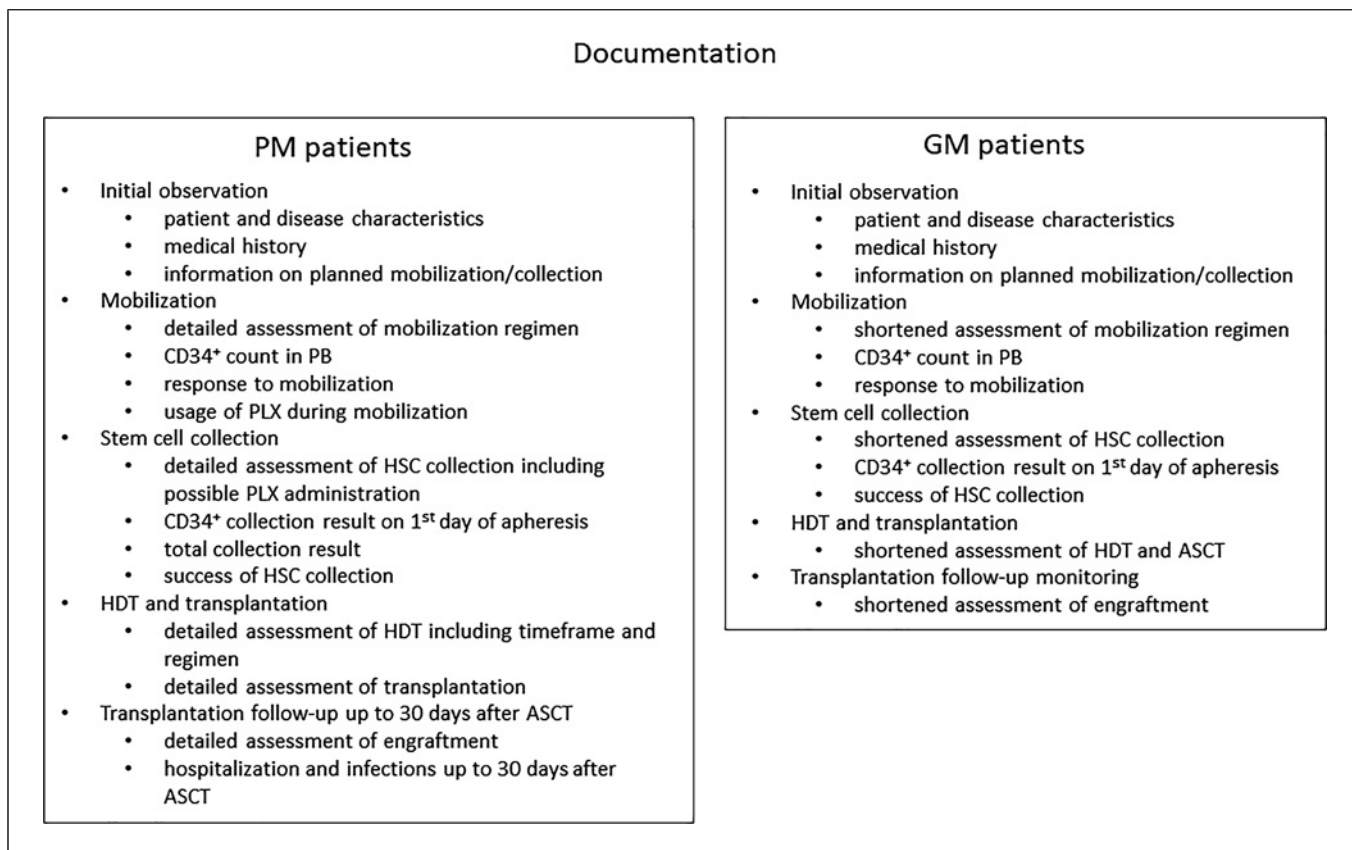 Documentation
PM patients
• Initial observation
• patient and disease characteristics
• medical history
• information on planned mobilization/collection
• Mobilization
• detailed assessment of mobilization regimen
• CD34⁺ count in PB
• response to mobilization
• usage of PLX during mobilization
• Stem cell collection
• detailed assessment of HSC collection including
possible PLX administration
• CD34⁺ collection result on 1ˢᵗ day of apheresis
• total collection result
• success of HSC collection
• HDT and transplantation
• detailed assessment of HDT including timeframe and
regimen
• detailed assessment of transplantation
• Transplantation follow-up up to 30 days after ASCT
• detailed assessment of engraftment
• hospitalization and infections up to 30 days after
ASCT
GM patients
• Initial observation
• patient and disease characteristics
• medical history
• information on planned mobilization/collection
• Mobilization
• shortened assessment of mobilization regimen
• CD34⁺ count in PB
• response to mobilization
• Stem cell collection
• shortened assessment of HSC collection
• CD34⁺ collection result on 1ˢᵗ day of apheresis
• success of HSC collection
• HDT and transplantation
• shortened assessment of HDT and ASCT
• Transplantation follow-up monitoring
• shortened assessment of engraftment